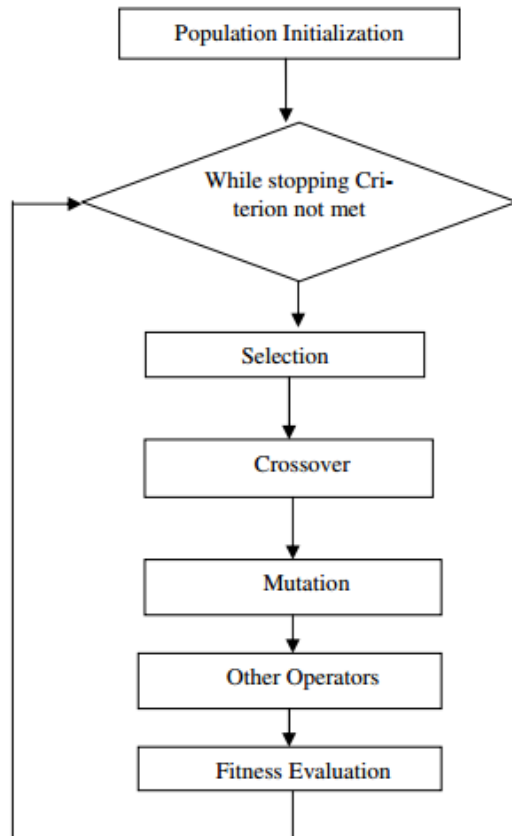 Population Initialization
While stopping Cri-
terion not met
Selection
Crossover
Mutation
Other Operators
Fitness Evaluation